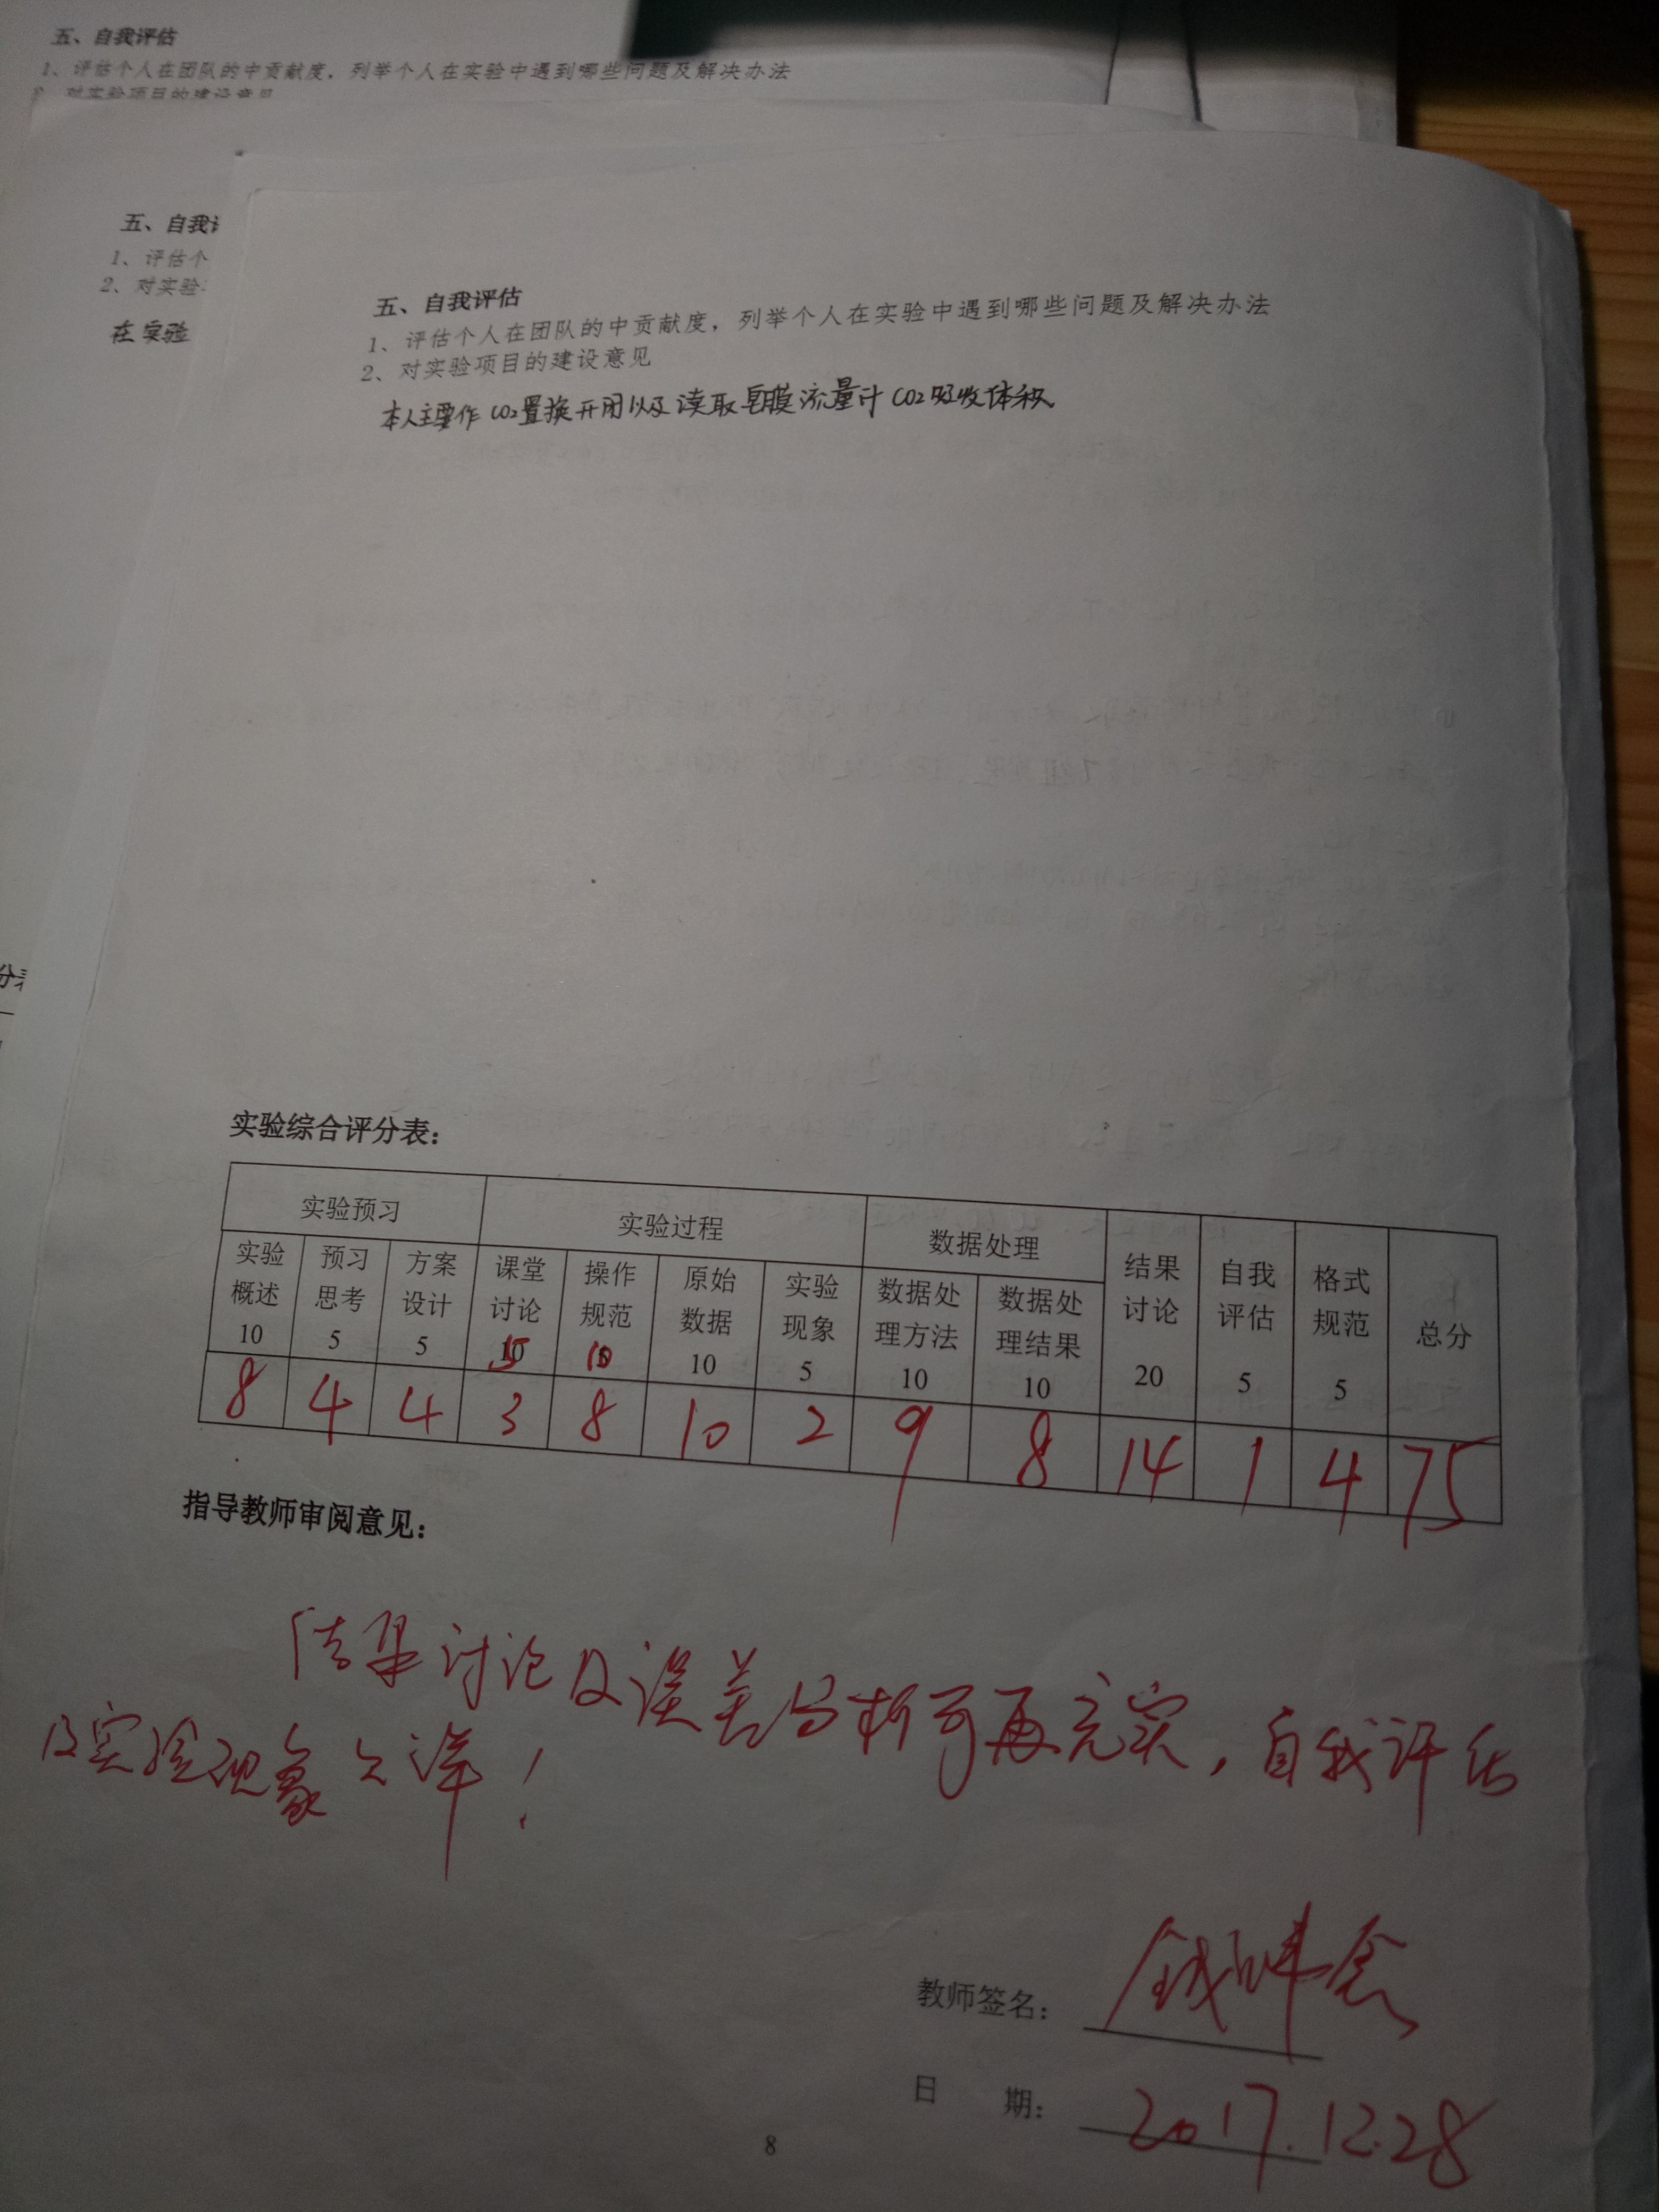 五、自我评估
1、评估个人在团队的中贡献度，列举个人在实验中遇到哪些问题及解决办法
2、对实验项目的建设意见
五、自我评
1、评估个
2、对实验
在实验
五、自我评估
1、评估个人在团队的中贡献度，列举个人在实验中遇到哪些问题及解决办法
2、对实验项目的建设意见
本人主要作CO2置换开闭以及读取皂膜流量计CO2吸收体积
实验综合评分表：
实验预习 实验过程 数据处理 结果讨论 20 自我评估 5 格式规范 5 总分
实验概述 10 预习思考 5 方案设计 5 课堂讨论 5 操作规范 10 原始数据 10 实验现象 5 数据处理方法 10 数据处理结果 10
8 4 4 3 8 10 2 9 8 14 1 4 75
指导教师审阅意见：
结果讨论及误差分析可再充实，自我评估
及实验现象欠详！
教师签名：
日 期： 2017.12.28
8